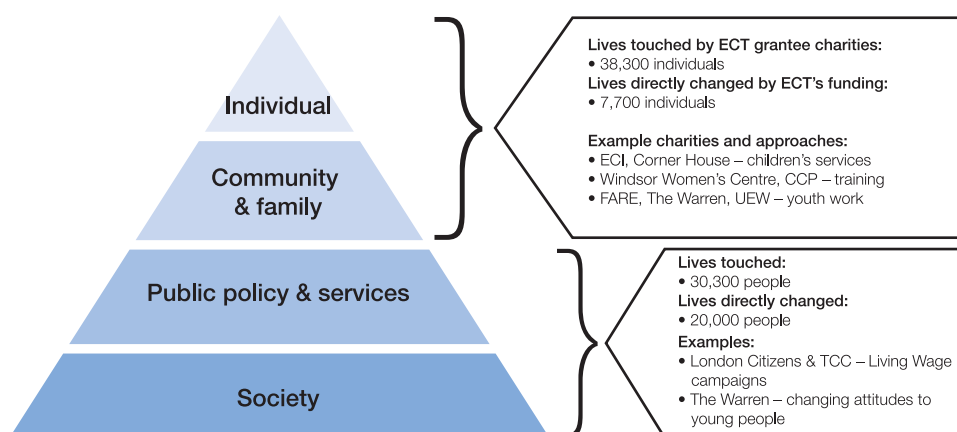 Individual
Community
& family
Public policy & services
Society
Lives touched by ECT grantee charities:
• 38,300 individuals
Lives directly changed by ECT's funding:
• 7,700 individuals
Example charities and approaches:
• ECI, Corner House – children's services
• Windsor Women's Centre, CCP – training
• FARE, The Warren, UEW – youth work
Lives touched:
• 30,300 people
Lives directly changed:
• 20,000 people
Examples:
• London Citizens & TCC – Living Wage
campaigns
• The Warren – changing attitudes to
young people